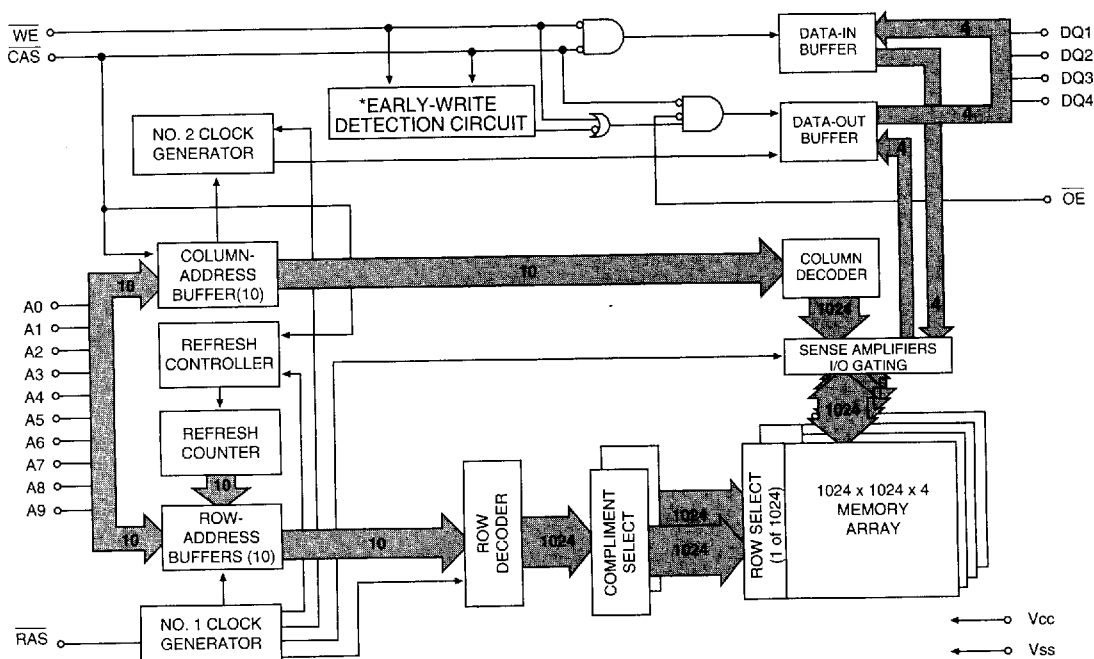 WE
CAS
*EARLY-WRITE
DETECTION CIRCUIT
NO. 2 CLOCK
GENERATOR
DATA-IN
BUFFER
DATA-OUT
BUFFER
4
4
4
4
DQ1
DQ2
DQ3
DQ4
OE
COLUMN-
ADDRESS
BUFFER(10)
10
10
COLUMN
DECODER
1024
A0
A1
A2
A3
A4
A5
A6
A7
A8
A9
REFRESH
CONTROLLER
REFRESH
COUNTER
10
SENSE AMPLIFIERS
I/O GATING
1024
10
ROW-
ADDRESS
BUFFERS (10)
10
ROW
DECODER
1024
COMPLIMENT
SELECT
1024
1024
ROW SELECT
(1 of 1024)
1024 x 1024 x 4
MEMORY
ARRAY
RAS
NO. 1 CLOCK
GENERATOR
Vcc
Vss